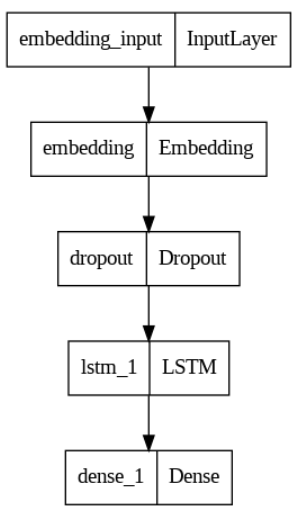 embedding_input InputLayer
embedding Embedding
dropout Dropout
lstm_1 LSTM
dense_1 Dense